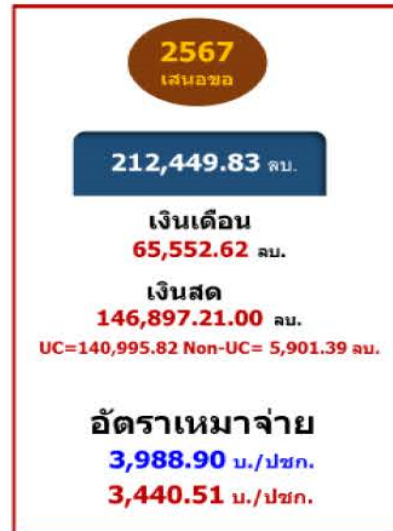 2567
เสนอขอ
212,449.83 ลบ.
เงินเดือน
65,552.62 ลบ.
เงินสด
146,897.21.00 ลบ.
UC=140,995.82 Non-UC= 5,901.39 ลบ.
อัตราเหมาจ่าย
3,988.90 บ./ปชก.
3,440.51 บ./ปชก.